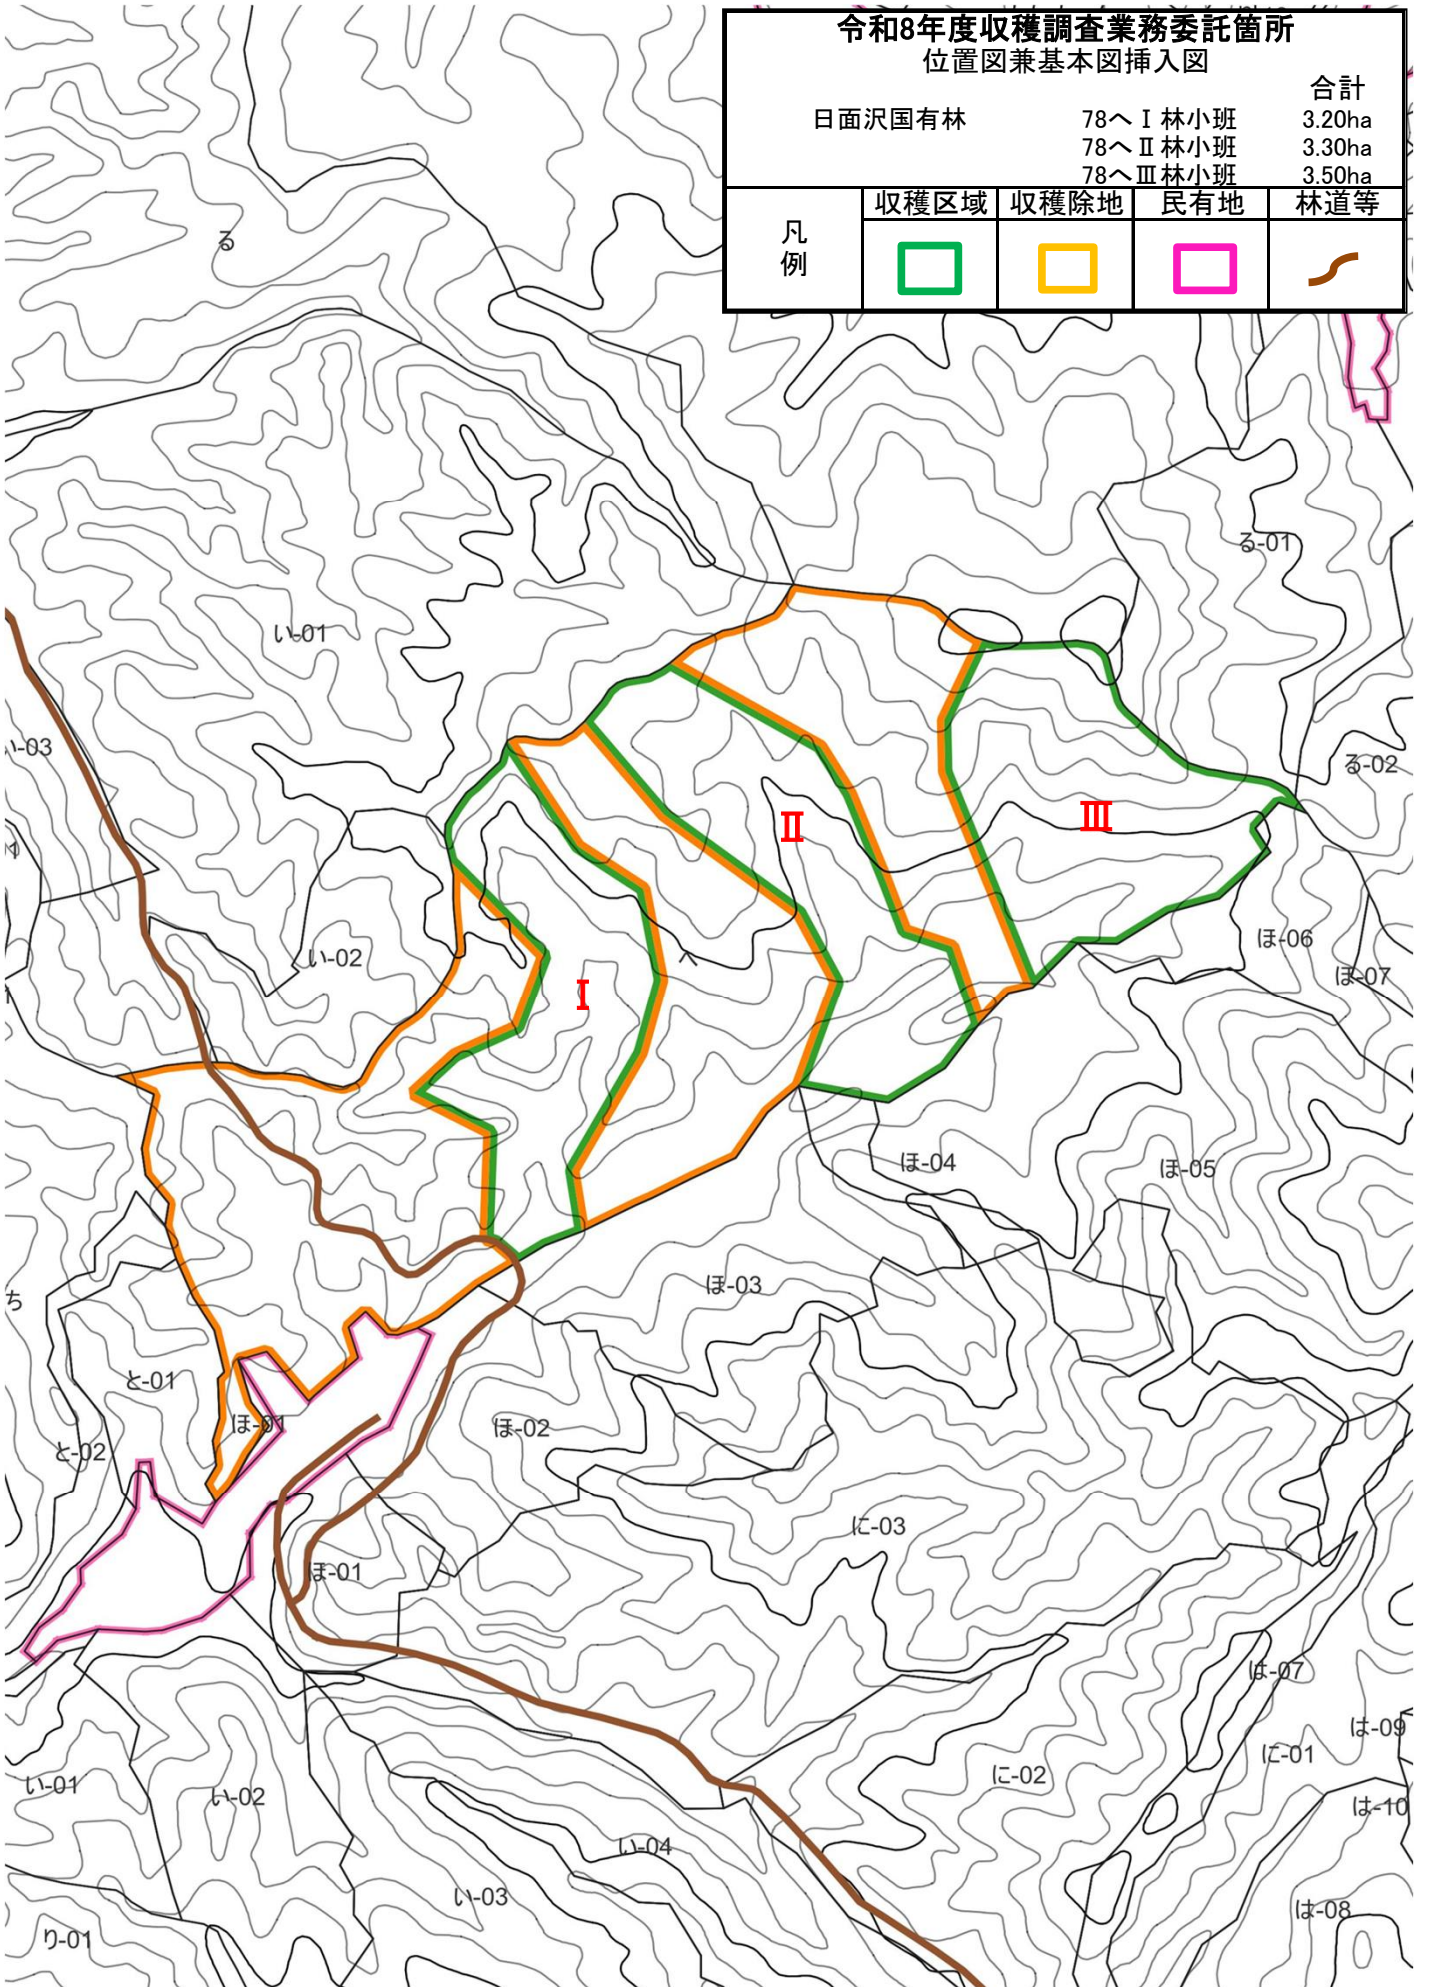 令和8年度収穫調査業務委託箇所
位置図兼基本図挿入図
合計
日面沢国有林 78へⅠ林小班 3.20ha
78へⅡ林小班 3.30ha
78へⅢ林小班 3.50ha
凡例
収穫区域 収穫除地 民有地 林道等
る
る-01
い-01
い-03
る-02
Ⅱ
Ⅲ
い-02
へ
ほ-06
ほ-07
Ⅰ
ほ-04
ほ-05
ち
ほ-03
と-01
ほ-01
ほ-02
と-02
に-03
ほ-01
は-07
は-09
に-01
い-01
い-02
に-02
は-10
い-04
い-03
は-08
り-01